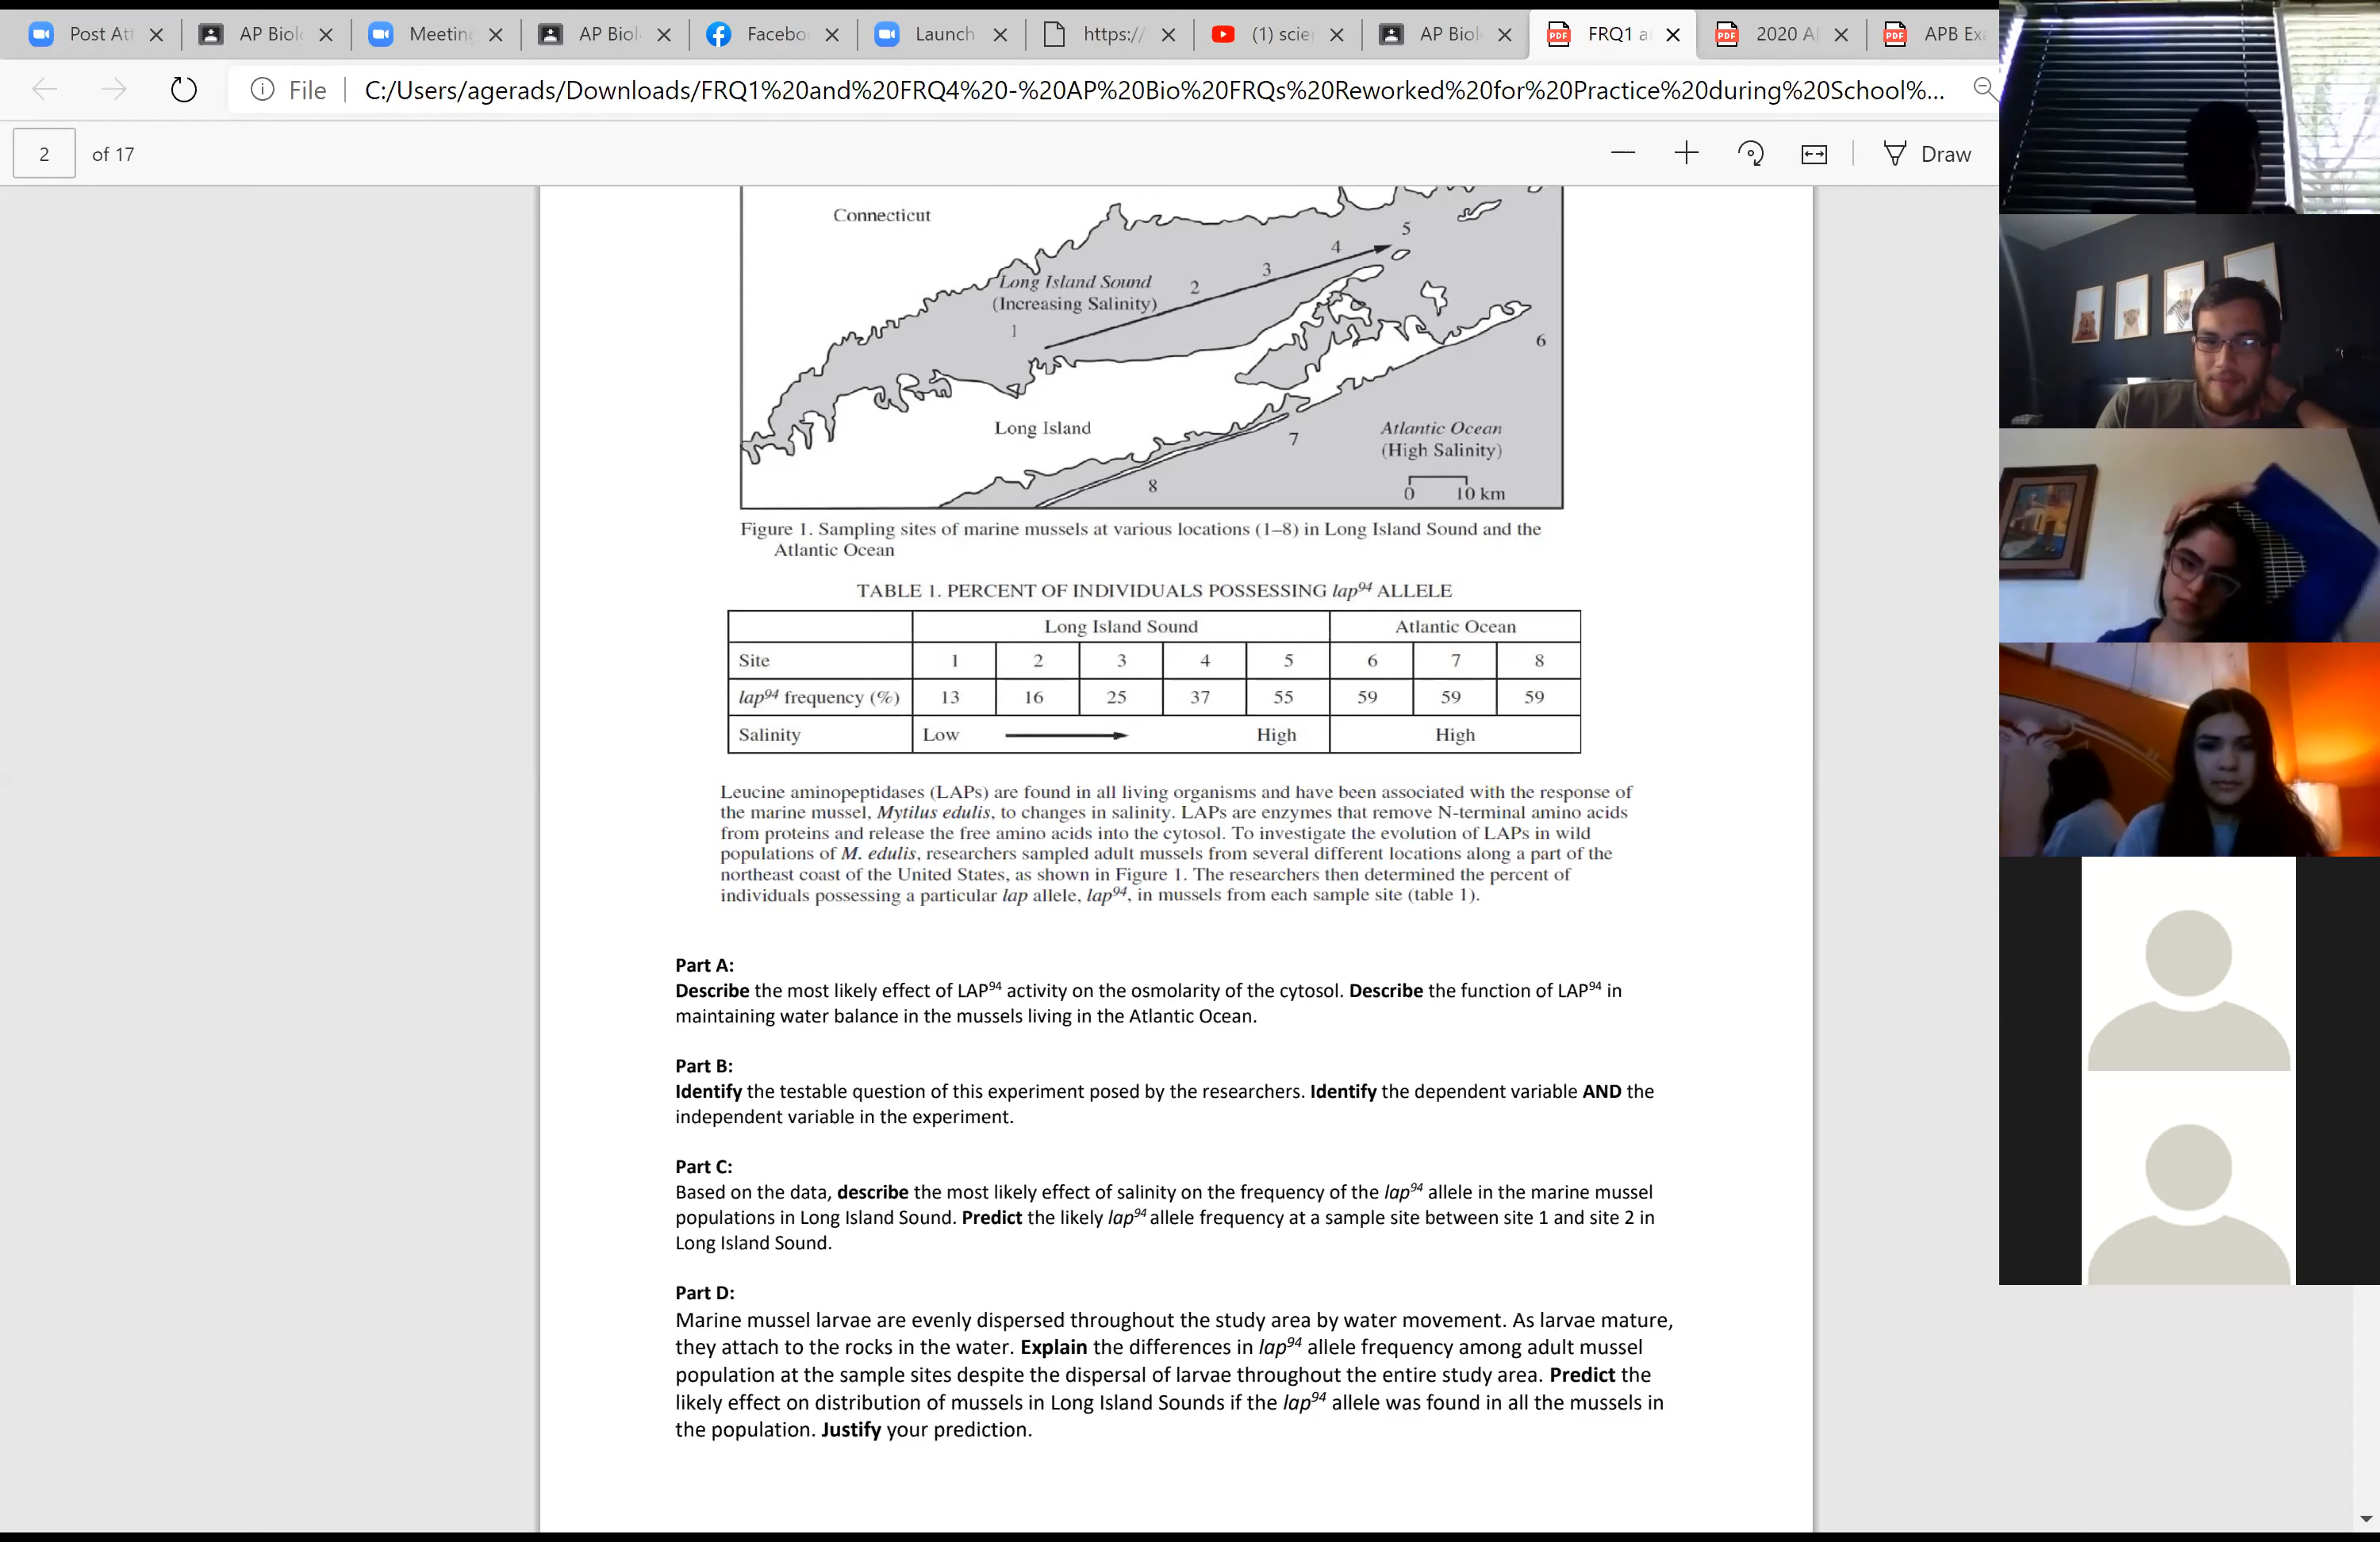 Post Att
AP Biol
Meeting
AP Biol
Facebo
Launch
https://
(1) scie
AP Biol
FRQ1 a
2020 A
APB Ex
File
C:/Users/agerads/Downloads/FRQ1%20and%20FRQ4%20-%20AP%20Bio%20FRQs%20Reworked%20for%20Practice%20during%20School%...
2 of 17
Draw
Connecticut
5
4
3
2
Long Island Sound
(Increasing Salinity)
1
6
Long Island
7
Atlantic Ocean
(High Salinity)
8
0 10 km
Figure 1. Sampling sites of marine mussels at various locations (1–8) in Long Island Sound and the
Atlantic Ocean
TABLE 1. PERCENT OF INDIVIDUALS POSSESSING lap94 ALLELE
Long Island Sound Atlantic Ocean
Site 1 2 3 4 5 6 7 8
lap94 frequency (%) 13 16 25 37 55 59 59 59
Salinity Low High High
Leucine aminopeptidases (LAPs) are found in all living organisms and have been associated with the response of
the marine mussel, Mytilus edulis, to changes in salinity. LAPs are enzymes that remove N-terminal amino acids
from proteins and release the free amino acids into the cytosol. To investigate the evolution of LAPs in wild
populations of M. edulis, researchers sampled adult mussels from several different locations along a part of the
northeast coast of the United States, as shown in Figure 1. The researchers then determined the percent of
individuals possessing a particular lap allele, lap94, in mussels from each sample site (table 1).
Part A:
Describe the most likely effect of LAP94 activity on the osmolarity of the cytosol. Describe the function of LAP94 in
maintaining water balance in the mussels living in the Atlantic Ocean.
Part B:
Identify the testable question of this experiment posed by the researchers. Identify the dependent variable AND the
independent variable in the experiment.
Part C:
Based on the data, describe the most likely effect of salinity on the frequency of the lap94 allele in the marine mussel
populations in Long Island Sound. Predict the likely lap94 allele frequency at a sample site between site 1 and site 2 in
Long Island Sound.
Part D:
Marine mussel larvae are evenly dispersed throughout the study area by water movement. As larvae mature,
they attach to the rocks in the water. Explain the differences in lap94 allele frequency among adult mussel
population at the sample sites despite the dispersal of larvae throughout the entire study area. Predict the
likely effect on distribution of mussels in Long Island Sounds if the lap94 allele was found in all the mussels in
the population. Justify your prediction.